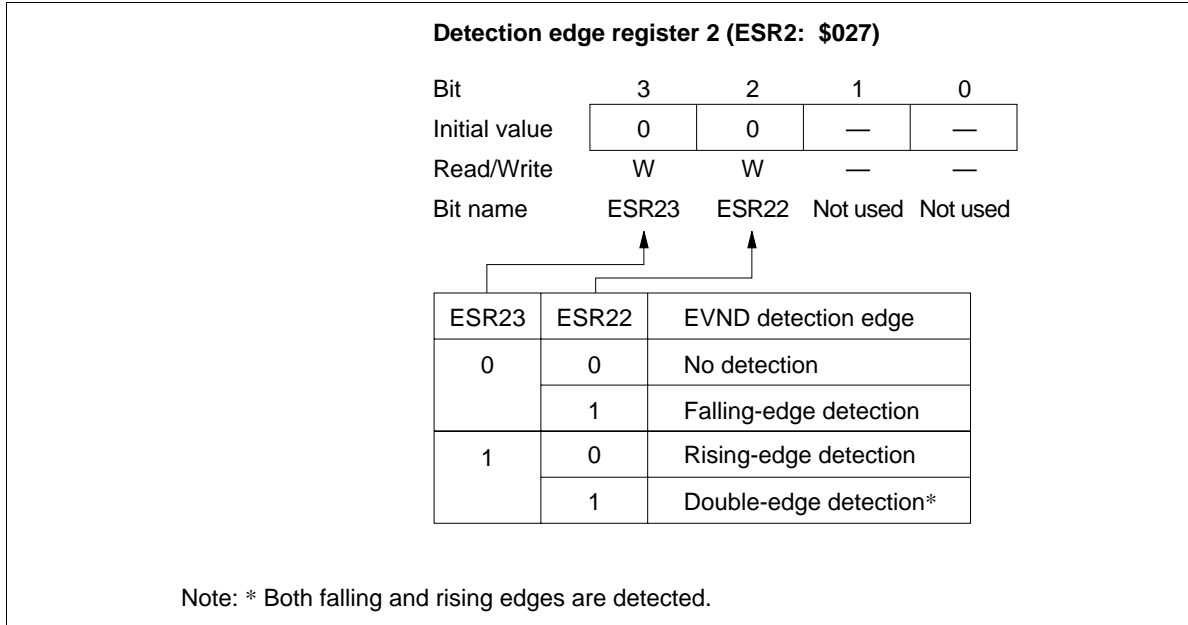 Detection edge register 2 (ESR2: $027)
Bit 3 2 1 0
Initial value 0 0 — —
Read/Write W W — —
Bit name ESR23 ESR22 Not used Not used
ESR23 ESR22 EVND detection edge
0 0 No detection
1 Falling-edge detection
1 0 Rising-edge detection
1 Double-edge detection*
Note: * Both falling and rising edges are detected.